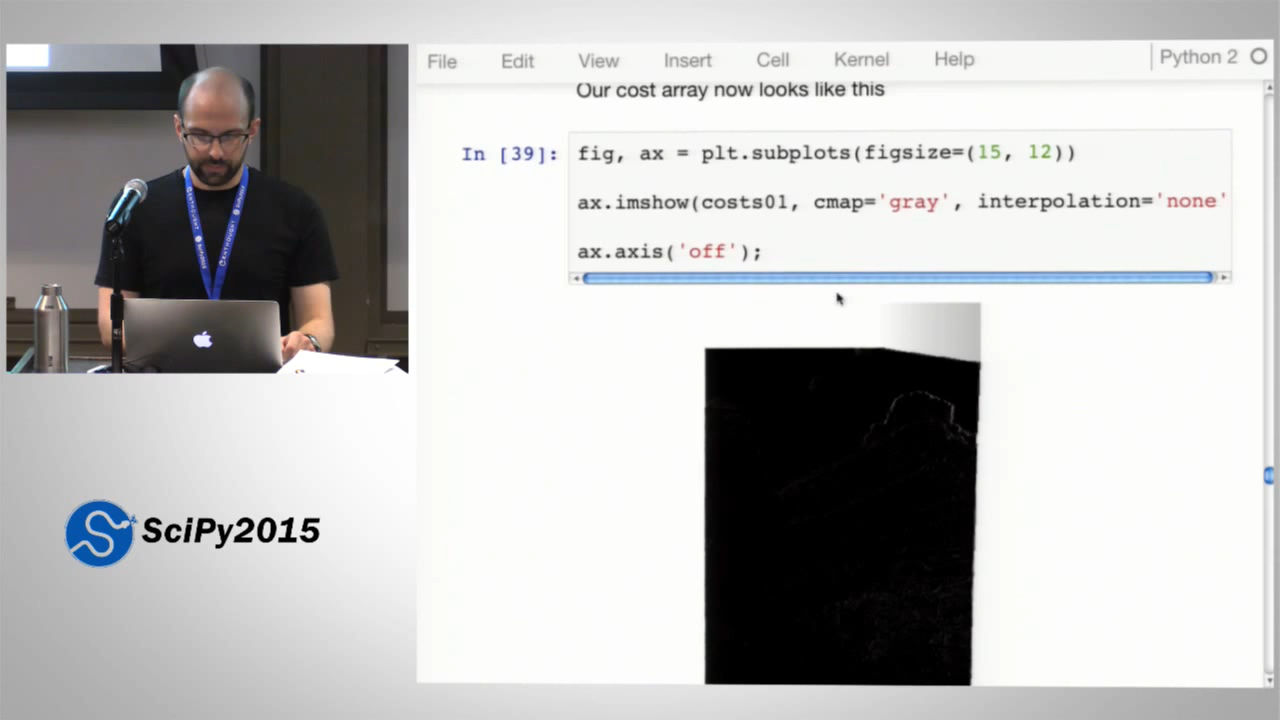 File Edit View Insert Cell Kernel Help Python 2
Our cost array now looks like this
In [39]: fig, ax = plt.subplots(figsize=(15, 12))
ax.imshow(costs01, cmap='gray', interpolation='none'
ax.axis('off');
SciPy2015